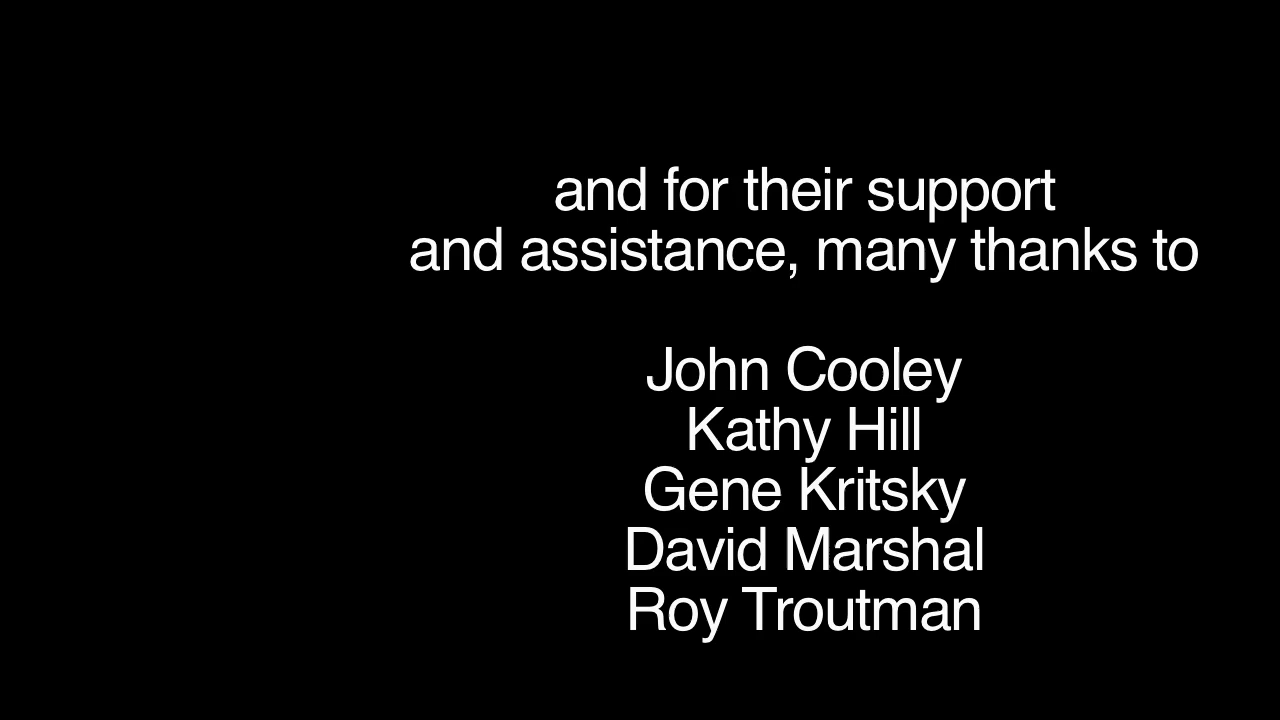 and for their support
and assistance, many thanks to
John Cooley
Kathy Hill
Gene Kritsky
David Marshal
Roy Troutman